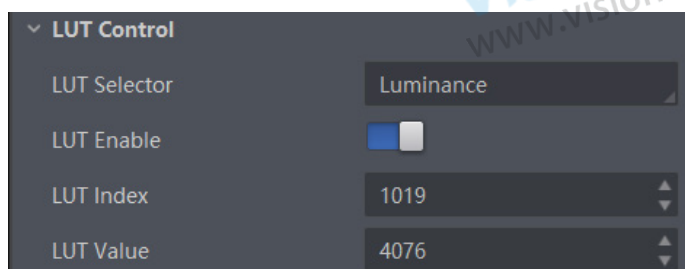 LUT Control
LUT Selector Luminance
LUT Enable
LUT Index 1019
LUT Value 4076